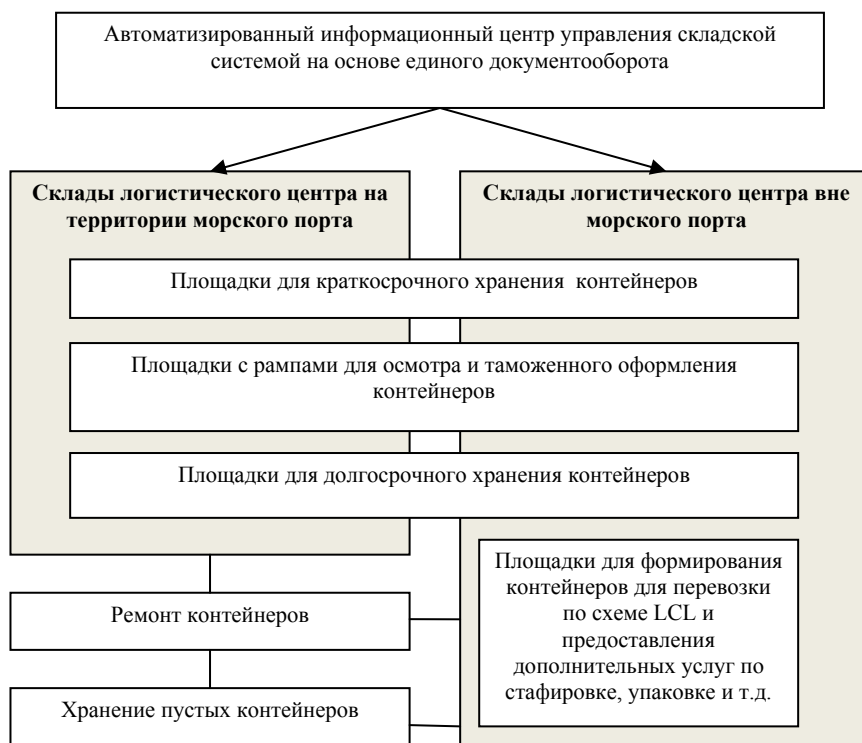 Автоматизированный информационный центр управления складской
системой на основе единого документооборота
Склады логистического центра на
территории морского порта
Склады логистического центра вне
морского порта
Площадки для краткосрочного хранения контейнеров
Площадки с рампами для осмотра и таможенного оформления
контейнеров
Площадки для долгосрочного хранения контейнеров
Ремонт контейнеров
Хранение пустых контейнеров
Площадки для формирования
контейнеров для перевозки
по схеме LCL и
предоставления
дополнительных услуг по
стафировке, упаковке и т.д.